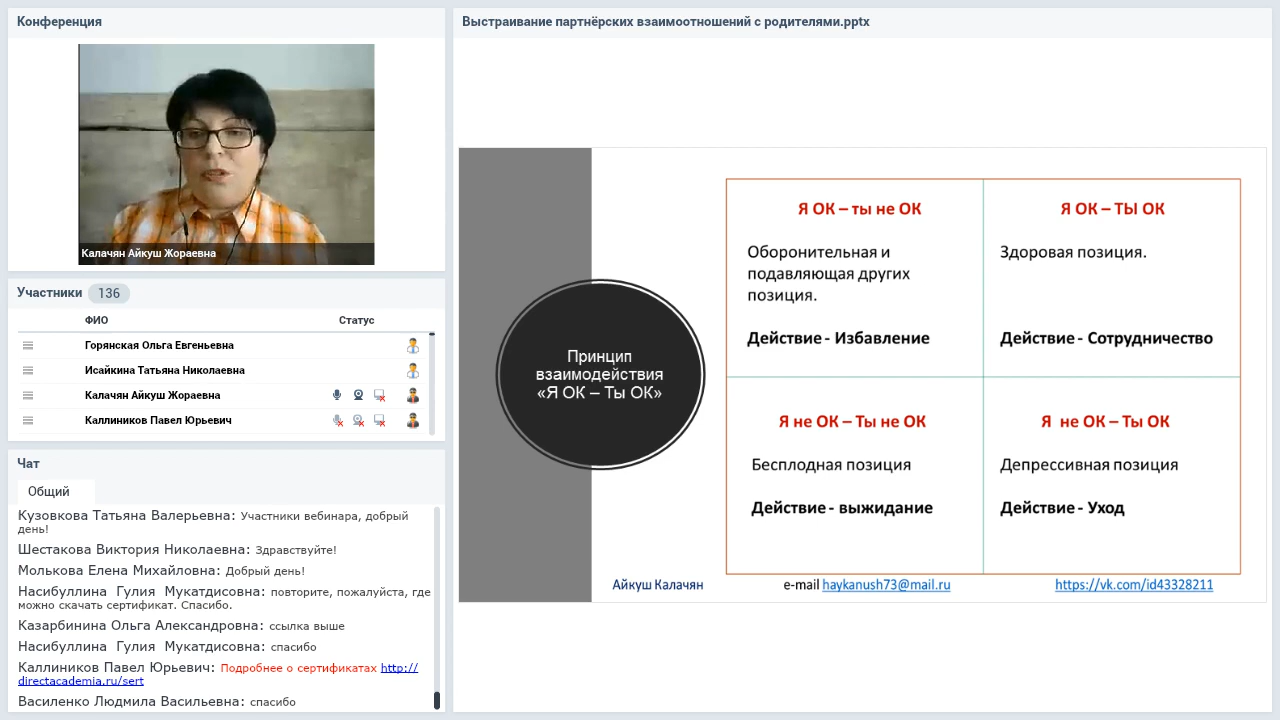 Конференция
Калачян Айкуш Жораевна
Участники 136
ФИО Статус
Горянская Ольга Евгеньевна
Исайкина Татьяна Николаевна
Калачян Айкуш Жораевна
Каллиников Павел Юрьевич
Чат
Общий
Кузовкова Татьяна Валерьевна: Участники вебинара, добрый
день!
Шестакова Виктория Николаевна: Здравствуйте!
Молькова Елена Михайловна: Добрый день!
Насибуллина Гулия Мукатдисовна: повторите, пожалуйста, где
можно скачать сертификат. Спасибо.
Казарбинина Ольга Александровна: ссылка выше
Насибуллина Гулия Мукатдисовна: спасибо
Каллиников Павел Юрьевич: Подробнее о сертификатах http://
directacademia.ru/sert
Василенко Людмила Васильевна: спасибо
Выстраивание партнёрских взаимоотношений с родителями.pptx
Принцип
взаимодействия
«Я ОК – Ты ОК»
Я ОК – ты не ОК
Оборонительная и
подавляющая других
позиция.
Действие - Избавление
Я ОК – ТЫ ОК
Здоровая позиция.
Действие - Сотрудничество
Я не ОК – Ты не ОК
Бесплодная позиция
Действие - выжидание
Я не ОК – Ты ОК
Депрессивная позиция
Действие - Уход
Айкуш Калачян e-mail haykanush73@mail.ru https://vk.com/id43328211